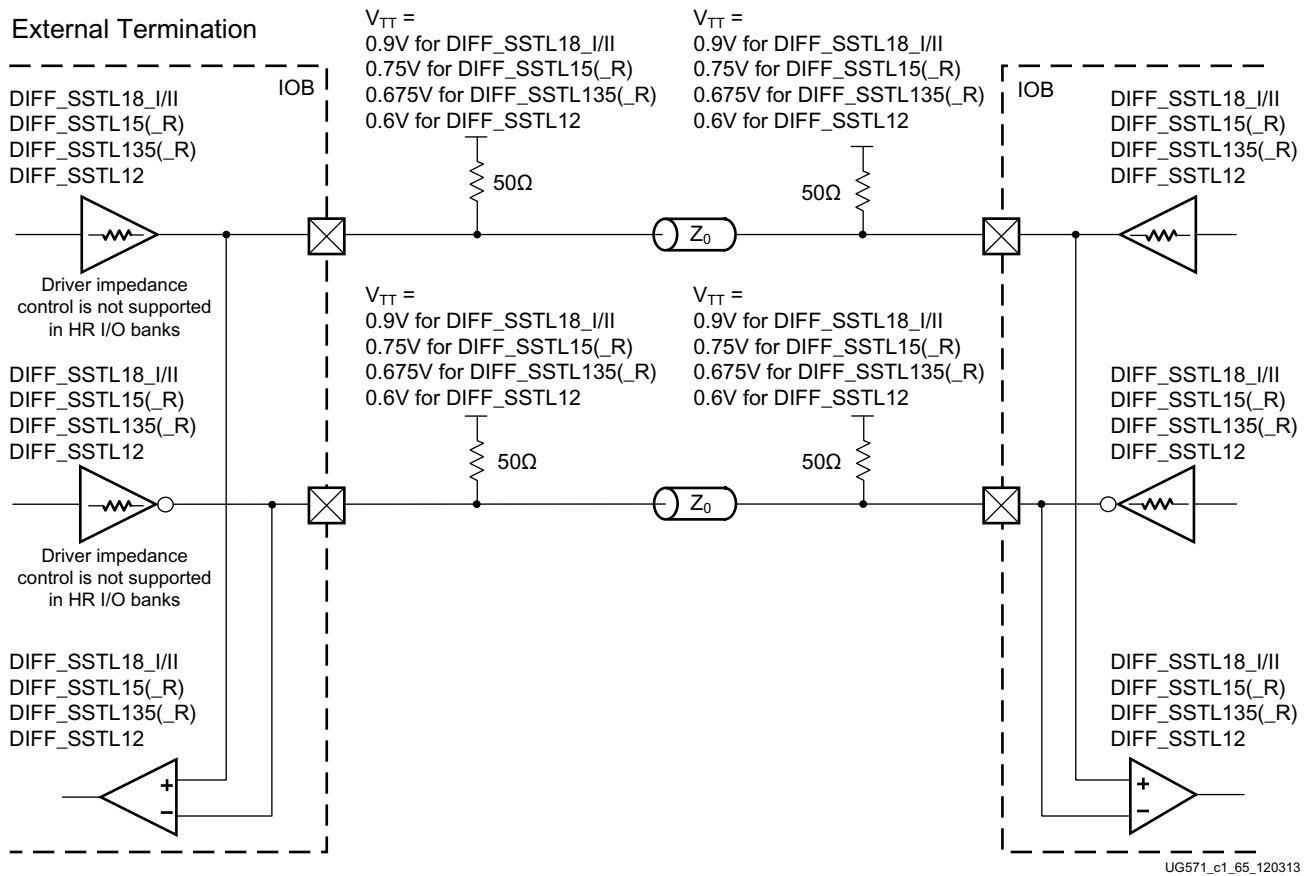 External Termination
V_TT =
0.9V for DIFF_SSTL18_I/II
0.75V for DIFF_SSTL15(_R)
0.675V for DIFF_SSTL135(_R)
0.6V for DIFF_SSTL12
V_TT =
0.9V for DIFF_SSTL18_I/II
0.75V for DIFF_SSTL15(_R)
0.675V for DIFF_SSTL135(_R)
0.6V for DIFF_SSTL12
IOB
IOB
DIFF_SSTL18_I/II
DIFF_SSTL15(_R)
DIFF_SSTL135(_R)
DIFF_SSTL12
DIFF_SSTL18_I/II
DIFF_SSTL15(_R)
DIFF_SSTL135(_R)
DIFF_SSTL12
50Ω
50Ω
Z0
Driver impedance
control is not supported
in HR I/O banks
V_TT =
0.9V for DIFF_SSTL18_I/II
0.75V for DIFF_SSTL15(_R)
0.675V for DIFF_SSTL135(_R)
0.6V for DIFF_SSTL12
V_TT =
0.9V for DIFF_SSTL18_I/II
0.75V for DIFF_SSTL15(_R)
0.675V for DIFF_SSTL135(_R)
0.6V for DIFF_SSTL12
DIFF_SSTL18_I/II
DIFF_SSTL15(_R)
DIFF_SSTL135(_R)
DIFF_SSTL12
DIFF_SSTL18_I/II
DIFF_SSTL15(_R)
DIFF_SSTL135(_R)
DIFF_SSTL12
50Ω
50Ω
Z0
Driver impedance
control is not supported
in HR I/O banks
DIFF_SSTL18_I/II
DIFF_SSTL15(_R)
DIFF_SSTL135(_R)
DIFF_SSTL12
+
−
DIFF_SSTL18_I/II
DIFF_SSTL15(_R)
DIFF_SSTL135(_R)
DIFF_SSTL12
+
−
UG571_c1_65_120313